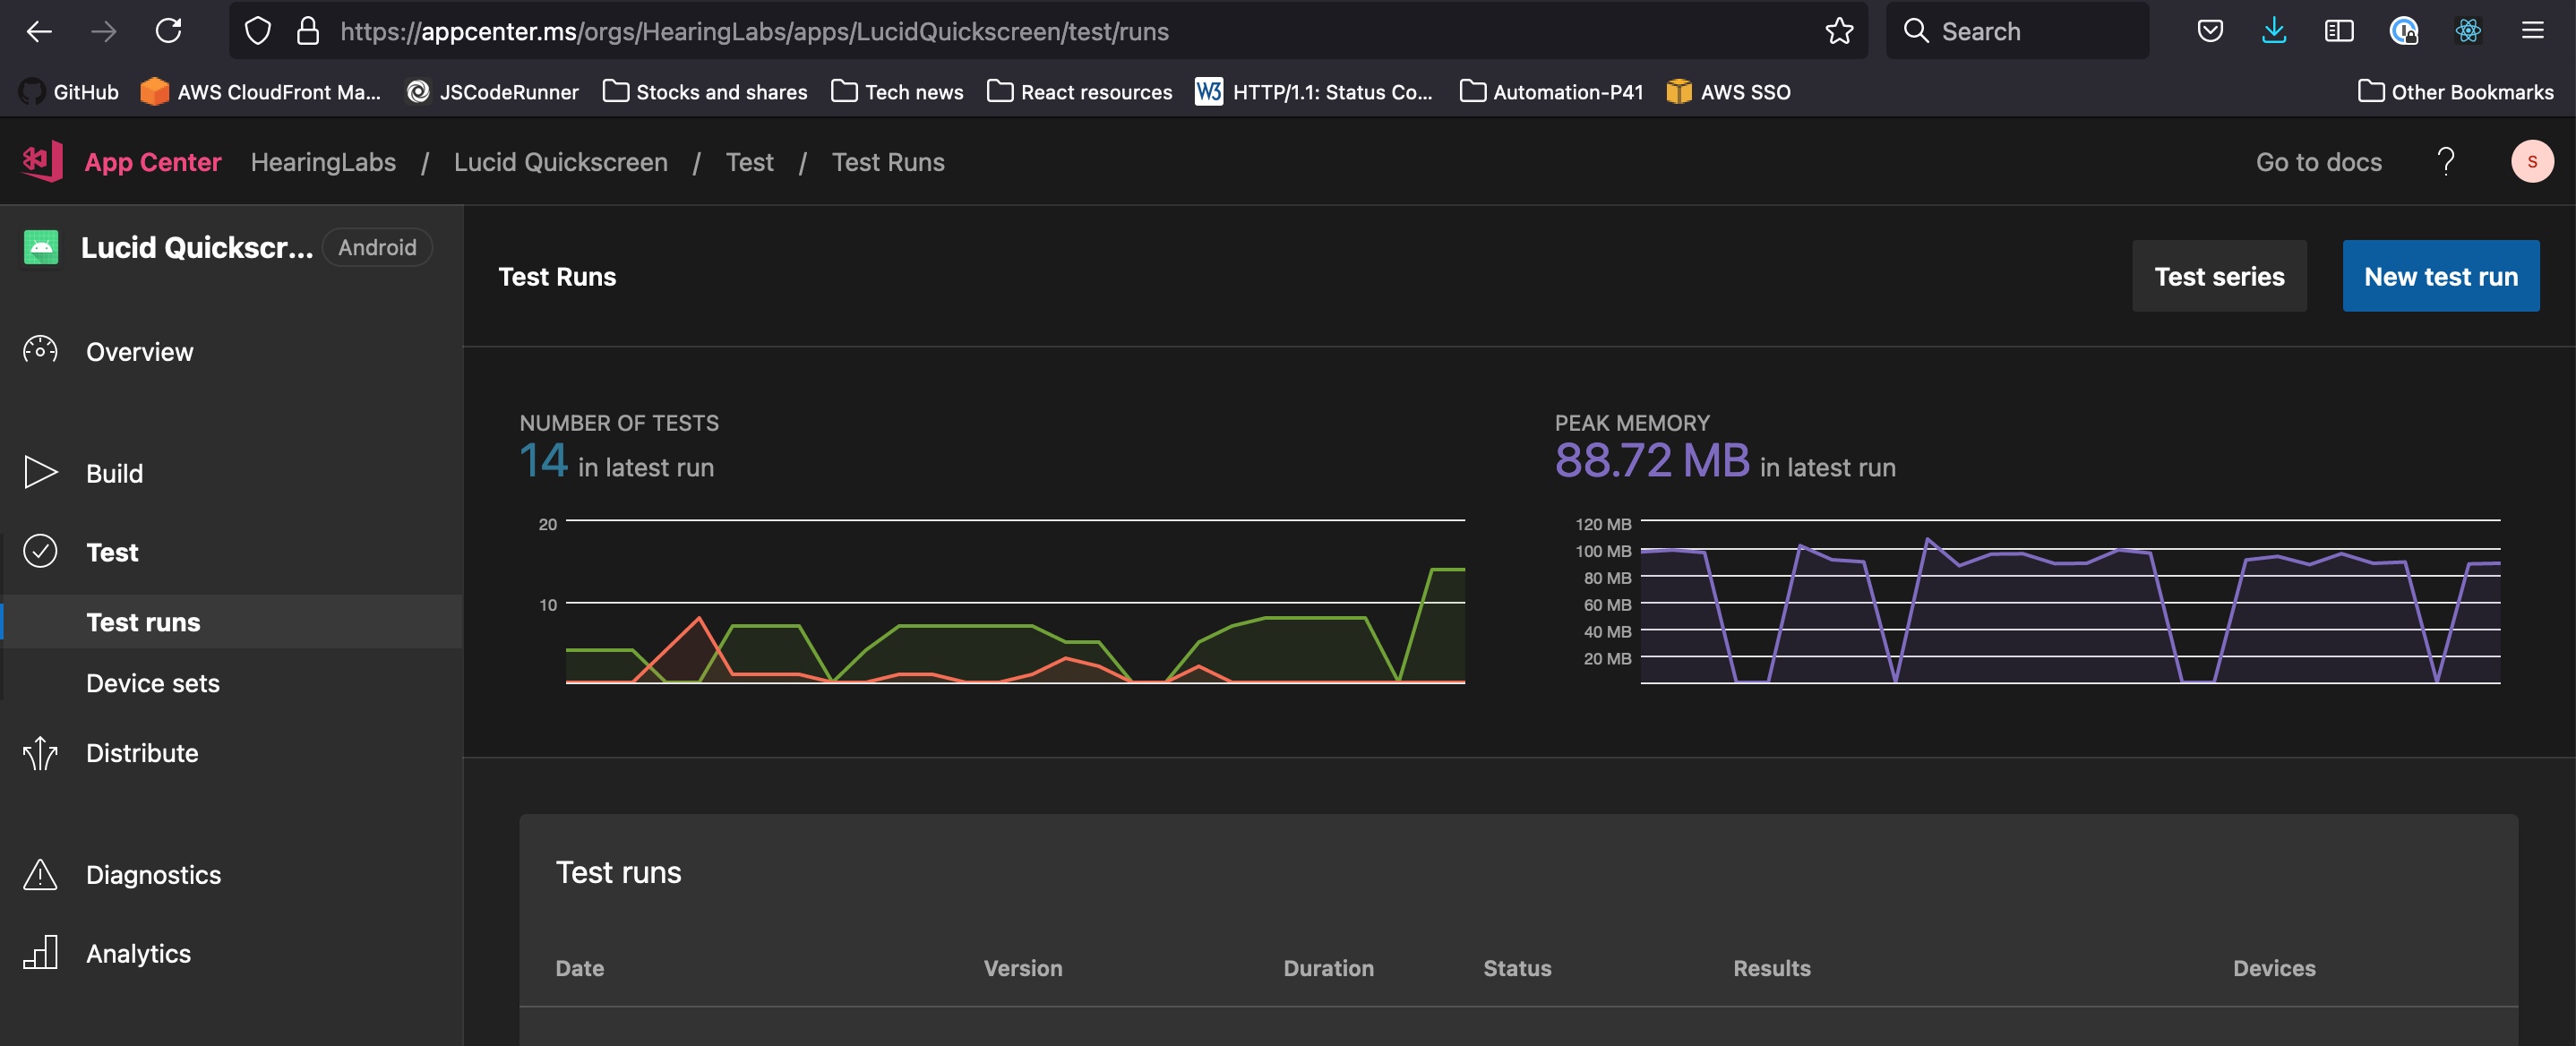 https://appcenter.ms/orgs/HearingLabs/apps/LucidQuickscreen/test/runs
Search
GitHub
AWS CloudFront Ma...
JSCodeRunner
Stocks and shares
Tech news
React resources
W3 HTTP/1.1: Status Co...
Automation-P41
AWS SSO
Other Bookmarks
App Center
HearingLabs / Lucid Quickscreen / Test / Test Runs
Go to docs
?
S
Lucid Quickscr...
Android
Overview
Build
Test
Test runs
Device sets
Distribute
Diagnostics
Analytics
Test Runs
Test series
New test run
NUMBER OF TESTS
14 in latest run
20
10
PEAK MEMORY
88.72 MB in latest run
120 MB
100 MB
80 MB
60 MB
40 MB
20 MB
Test runs
Date
Version
Duration
Status
Results
Devices